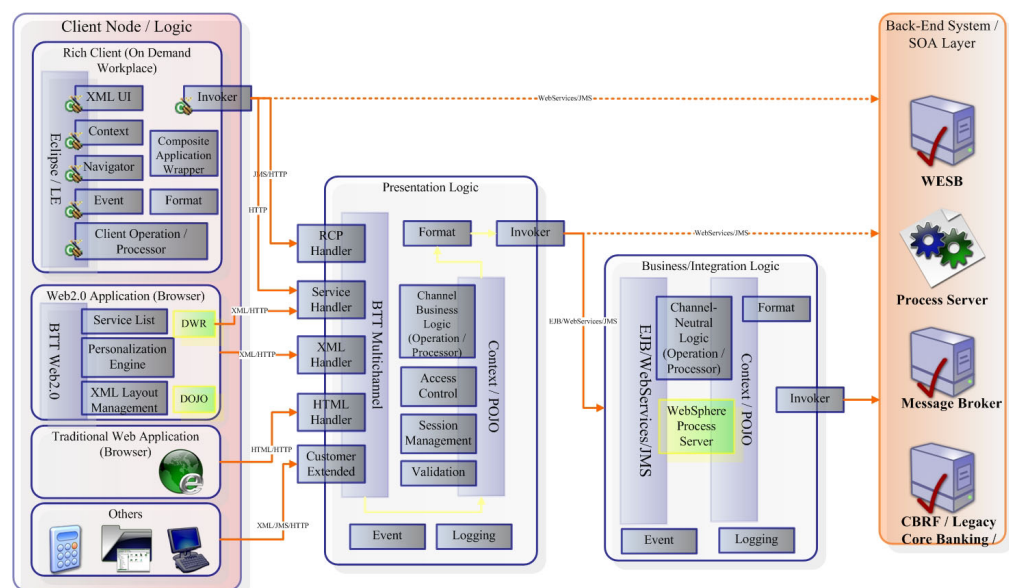 Client Node / Logic
Rich Client (On Demand
Workplace)
Eclipse / LE
XML UI
Invoker
Context
Composite
Application
Wrapper
Navigator
Event
Format
Client Operation /
Processor
Web2.0 Application (Browser)
BTT Web2.0
Service List
DWR
Personalization
Engine
XML Layout
Management
DOJO
Traditional Web Application
(Browser)
Others
WebServices/JMS
JMS/HTTP
HTTP
XML/HTTP
XML/HTTP
HTML/HTTP
XML/JMS/HTTP
Presentation Logic
RCP
Handler
Service
Handler
XML
Handler
HTML
Handler
Customer
Extended
BTT Multichannel
Format
Invoker
Channel
Business
Logic
(Operation /
Processor)
Access
Control
Session
Management
Validation
Context / POJO
Event
Logging
WebServices/JMS
EJB/WebServices/JMS
Business/Integration Logic
EJB/WebServices/JMS
Channel-
Neutral
Logic
(Operation /
Processor)
WebSphere
Process
Server
Context / POJO
Format
Invoker
Event
Logging
Back-End System /
SOA Layer
WESB
Process Server
Message Broker
CBRF / Legacy
Core Banking /